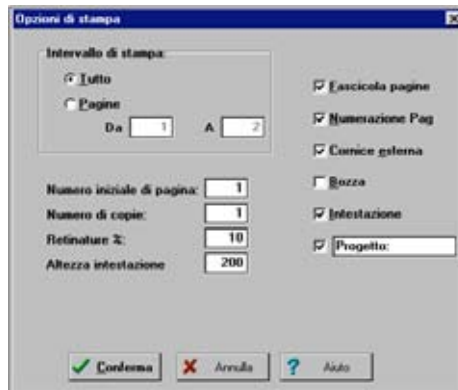 Opzioni di stampa
Intervallo di stampa:
Tutto
Pagine
Da 1 A 2
Numero iniziale di pagina: 1
Numero di copie: 1
Retinature %: 10
Altezza intestazione 200
Fascicola pagine
Numerazione Pag
Cornice esterna
Bozza
Intestazione
Progetto:
Conferma Annulla Aiuto